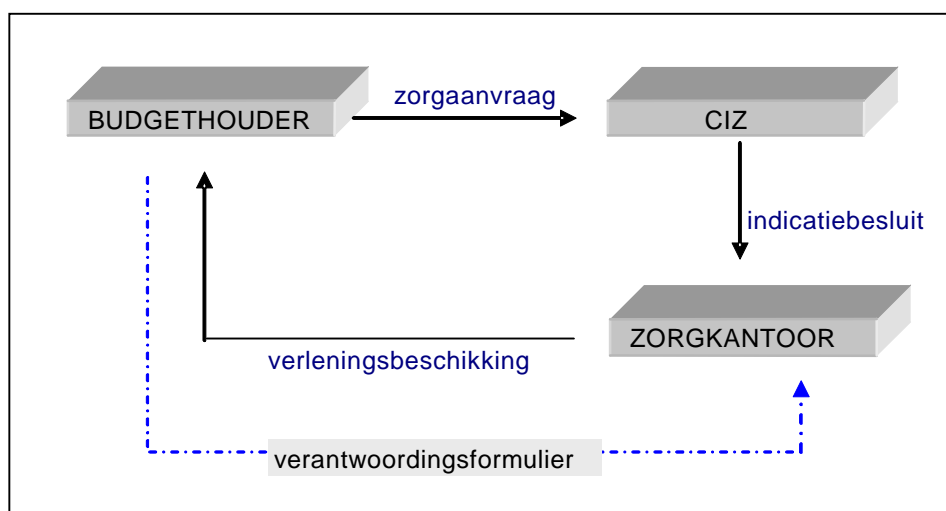 zorgaanvraag
BUDGETHOUDER
CIZ
indicatiebesluit
ZORGKANTOOR
verleningsbeschikking
verantwoordingsformulier